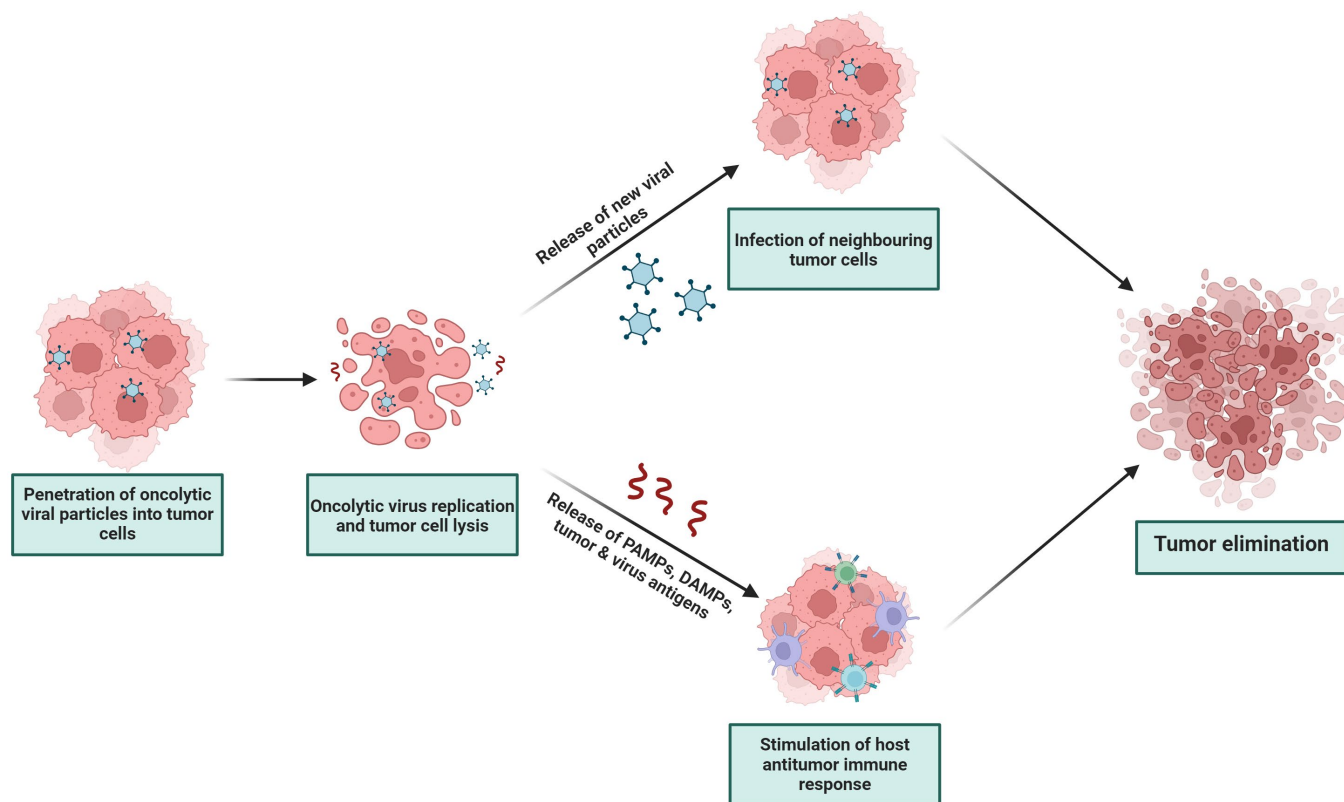 Penetration of oncolytic
viral particles into tumor
cells
Oncolytic virus replication
and tumor cell lysis
Release of new viral
particles
Infection of neighbouring
tumor cells
Release of PAMPs, DAMPs,
tumor & virus antigens
Stimulation of host
antitumor immune
response
Tumor elimination